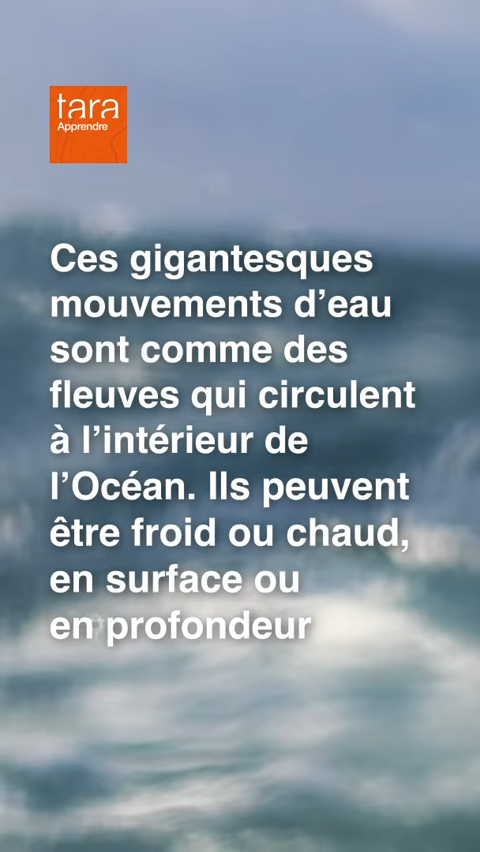 tara
Apprendre
Ces gigantesques
mouvements d’eau
sont comme des
fleuves qui circulent
à l’intérieur de
l’Océan. Ils peuvent
être froid ou chaud,
en surface ou
en profondeur